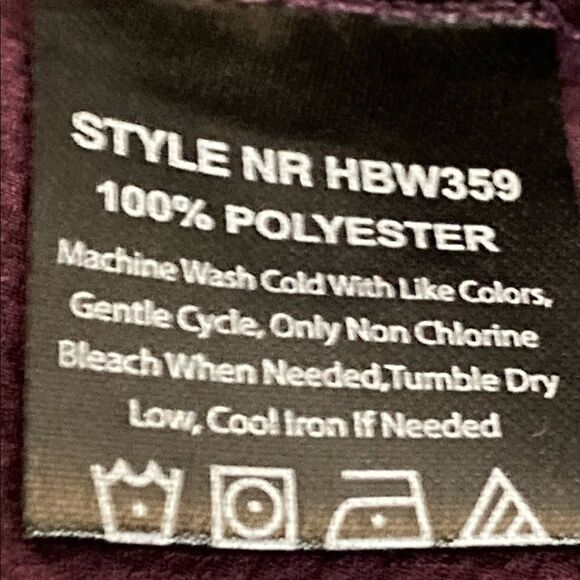 STYLE NR HBW359
100% POLYESTER
Machine Wash Cold With Like Colors,
Gentle Cycle, Only Non Chlorine
Bleach When Needed,Tumble Dry
Low, Cool Iron If Needed